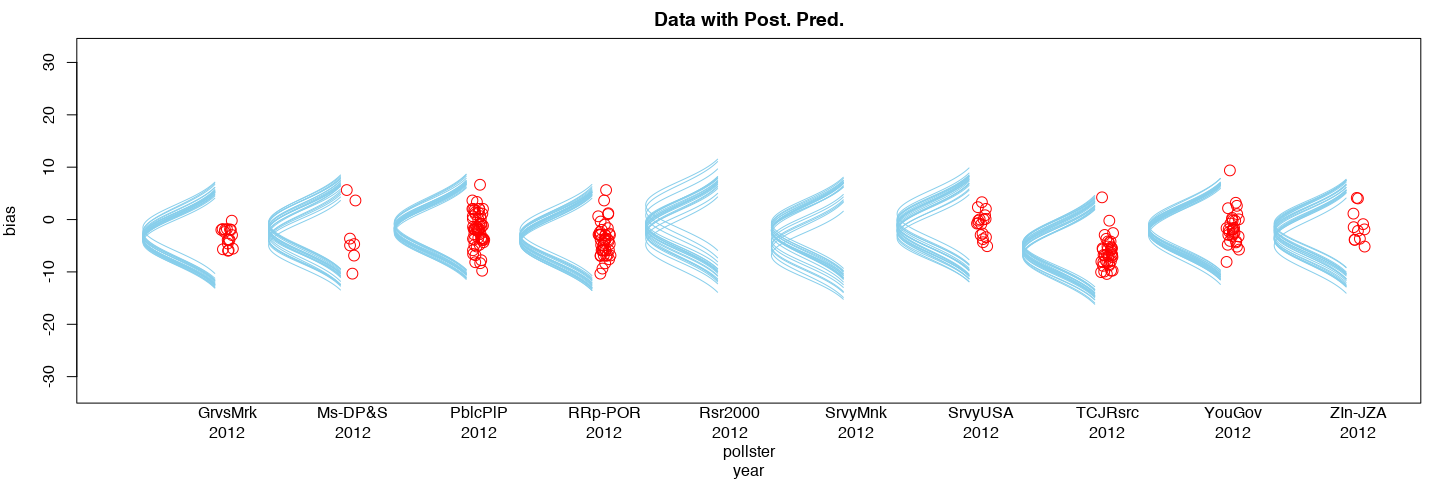 Data with Post. Pred.
30
20
10
0
-10
-20
-30
bias
GrvsMrk Ms-DP&S PblcPlP RRp-POR Rsr2000 SrvyMnk SrvyUSA TCJRsrc YouGov Zln-JZA
2012 2012 2012 2012 2012 2012 2012 2012 2012 2012
pollster
year